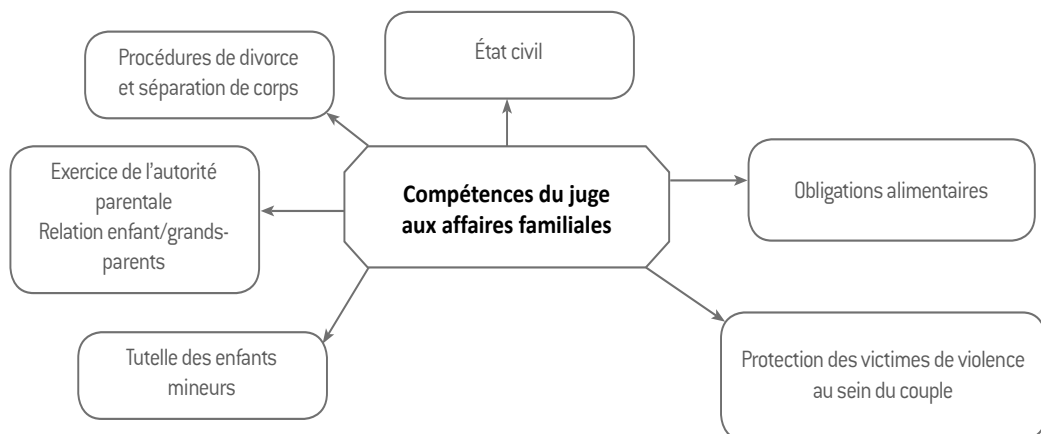 Procédures de divorce
et séparation de corps
État civil
Exercice de l'autorité
parentale
Relation enfant/grands-
parents
Compétences du juge
aux affaires familiales
Obligations alimentaires
Tutelle des enfants
mineurs
Protection des victimes de violence
au sein du couple